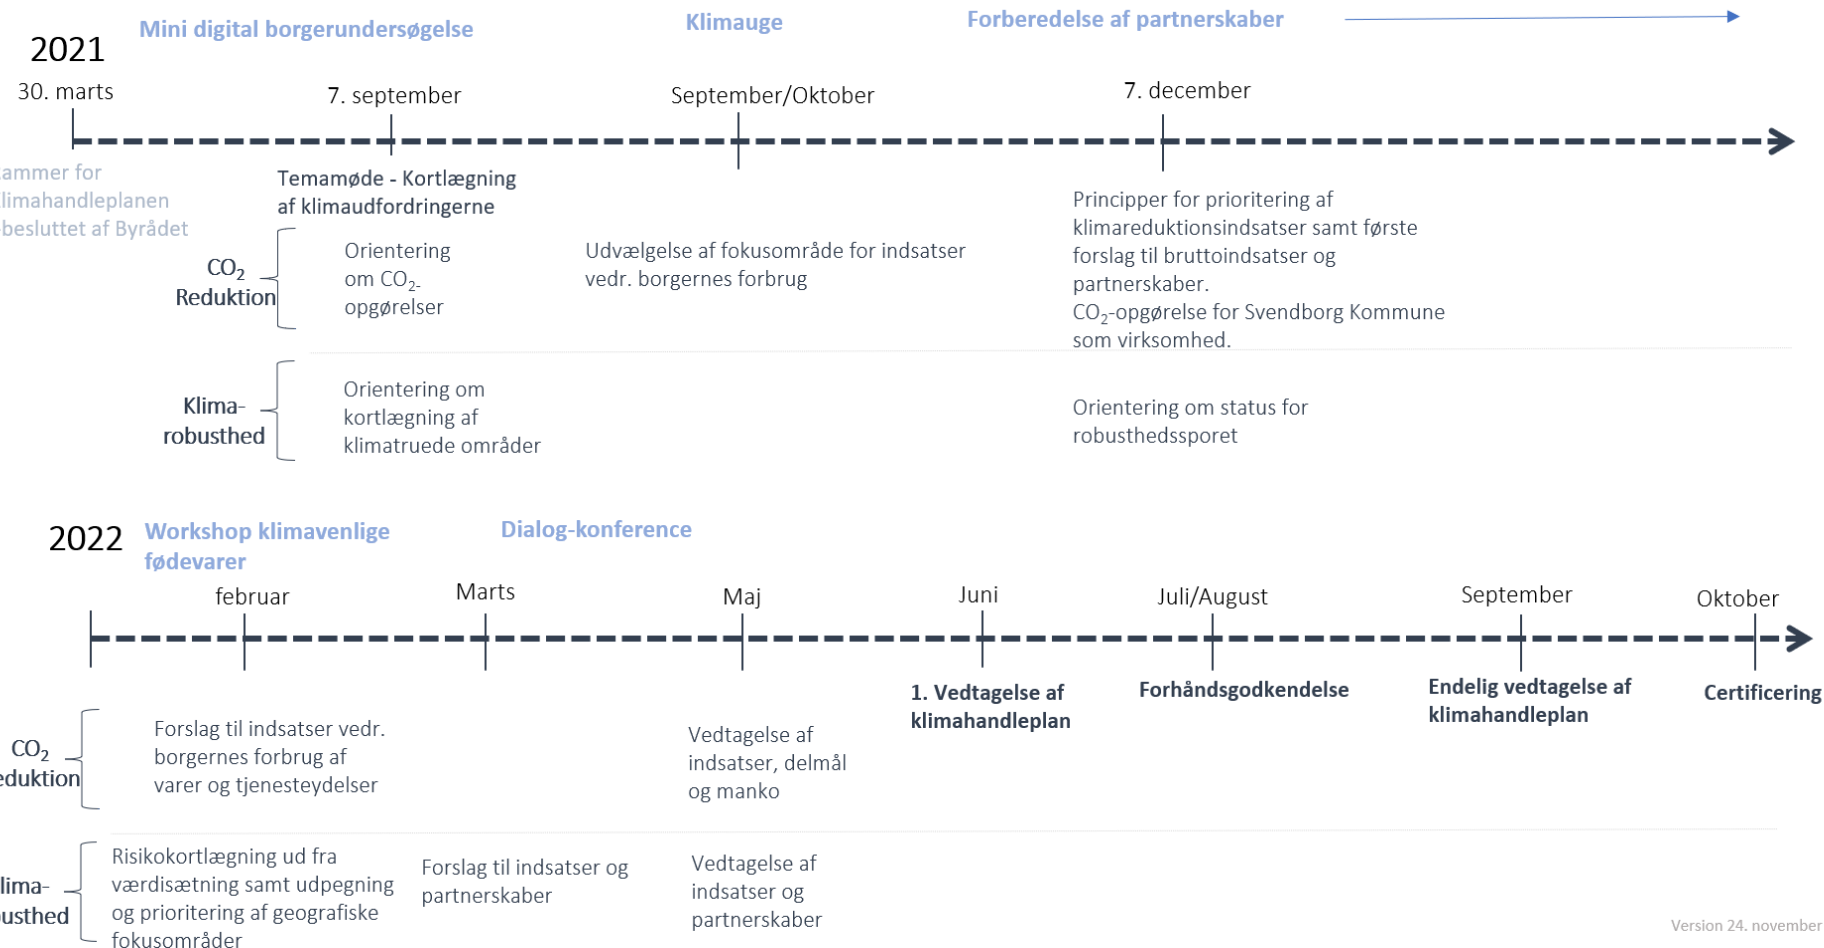 Mini digital borgerundersøgelse
Klimauge
Forberedelse af partnerskaber
2021
30. marts
7. september
September/Oktober
7. december
ammer for
limahandleplanen
besluttet af Byrådet
Temamøde - Kortlægning
af klimaudfordringerne
Principper for prioritering af
klimareduktionsindsatser samt første
forslag til bruttoindsatser og
partnerskaber.
CO2-opgørelse for Svendborg Kommune
som virksomhed.
CO2
Reduktion
Orientering
om CO2-
opgørelser
Udvælgelse af fokusområde for indsatser
vedr. borgernes forbrug
Klima-
robusthed
Orientering om
kortlægning af
klimatruede områder
Orientering om status for
robusthedssporet
2022
Workshop klimavenlige
fødevarer
Dialog-konference
februar
Marts
Maj
Juni
Juli/August
September
Oktober
1. Vedtagelse af
klimahandleplan
Forhåndsgodkendelse
Endelig vedtagelse af
klimahandleplan
Certificering
CO2
eduktion
Forslag til indsatser vedr.
borgernes forbrug af
varer og tjenesteydelser
Vedtagelse af
indsatser, delmål
og manko
lima-
usthed
Risikokortlægning ud fra
værdisætning samt udpegning
og prioritering af geografiske
fokusområder
Forslag til indsatser og
partnerskaber
Vedtagelse af
indsatser og
partnerskaber
Version 24. november